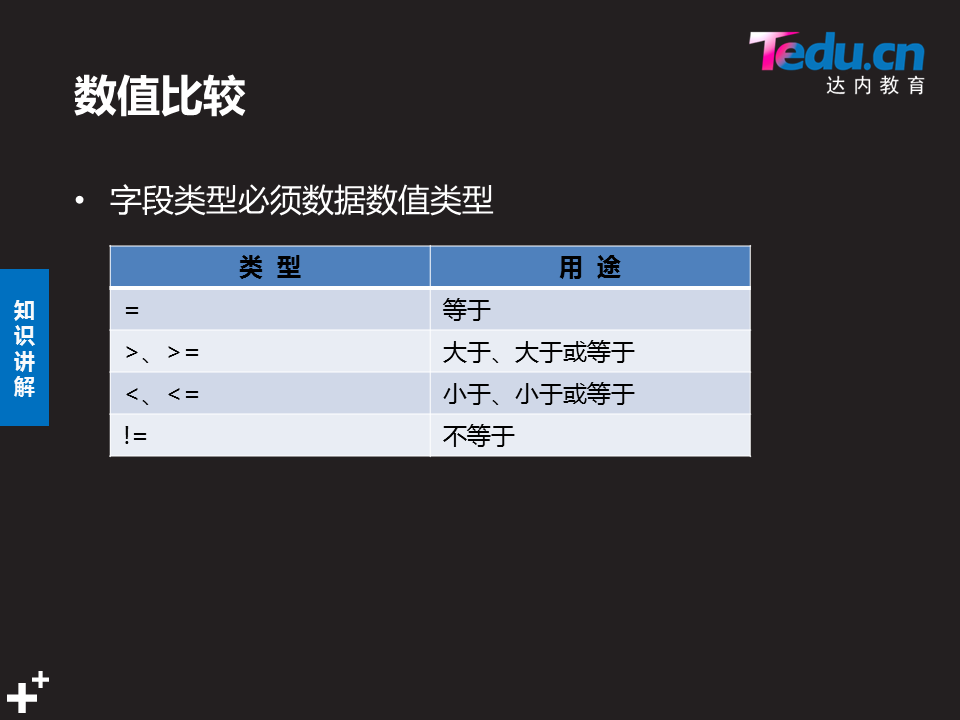 Tedu.cn
达内教育
数值比较
• 字段类型必须数据数值类型
类 型 用 途
= 等于
>、>= 大于、大于或等于
<、<= 小于、小于或等于
!= 不等于
知
识
讲
解